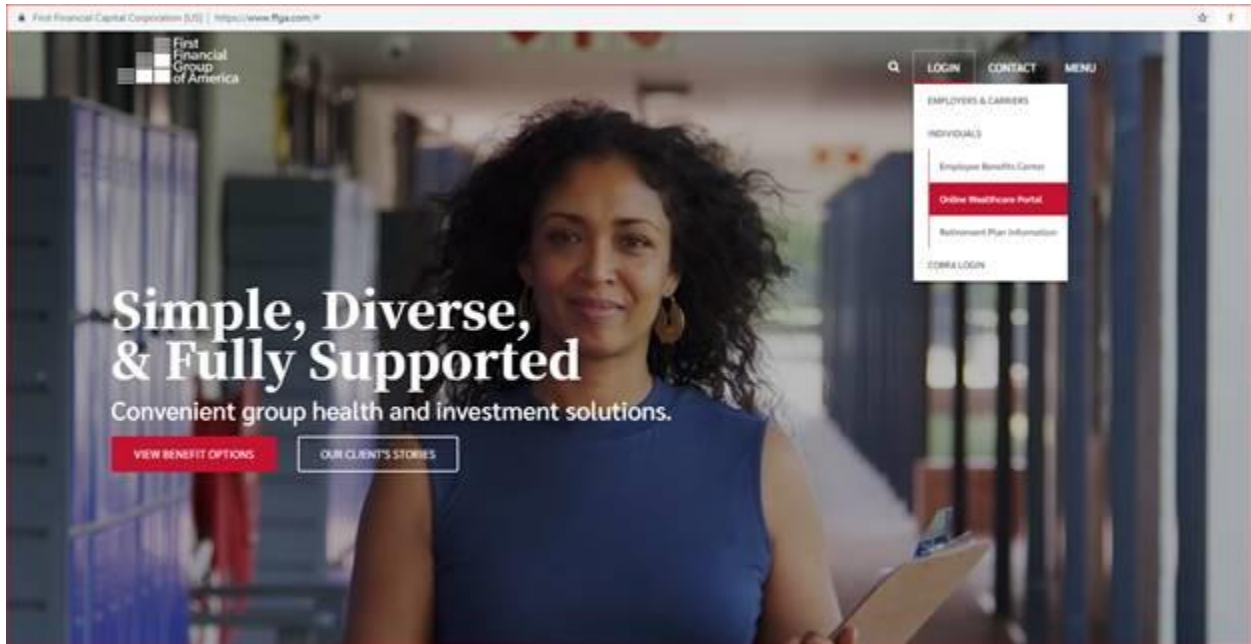 First Financial Capital Corporation [US] | https://www.ffga.com/#
First
Financial
Group
of America
LOGIN CONTACT MENU
EMPLOYERS & CARRIERS
INDIVIDUALS
Employee Benefits Center
Online Wealthcare Portal
Retirement Plan Information
COBRA LOGIN
Simple, Diverse,
& Fully Supported
Convenient group health and investment solutions.
VIEW BENEFIT OPTIONS OUR CLIENT'S STORIES